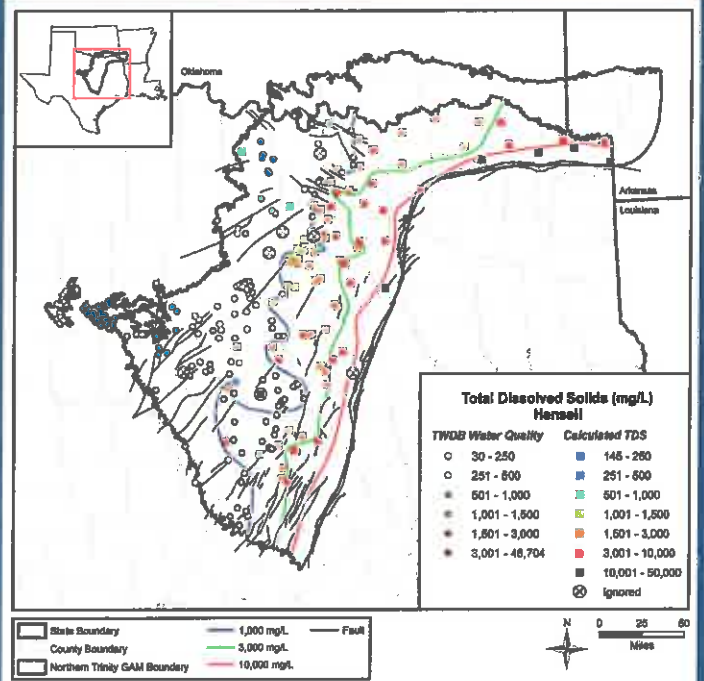 Oklahoma
Arkansas
Louisiana
Total Dissolved Solids (mg/L)
Hensell
TWDB Water Quality Calculated TDS
30 - 250 145 - 250
251 - 500 251 - 500
501 - 1,000 501 - 1,000
1,001 - 1,500 1,001 - 1,500
1,501 - 3,000 1,501 - 3,000
3,001 - 46,704 3,001 - 10,000
10,001 - 50,000
Ignored
State Boundary 1,000 mg/L Fault
County Boundary 3,000 mg/L
Northern Trinity GAM Boundary 10,000 mg/L
N
0 25 50
Miles